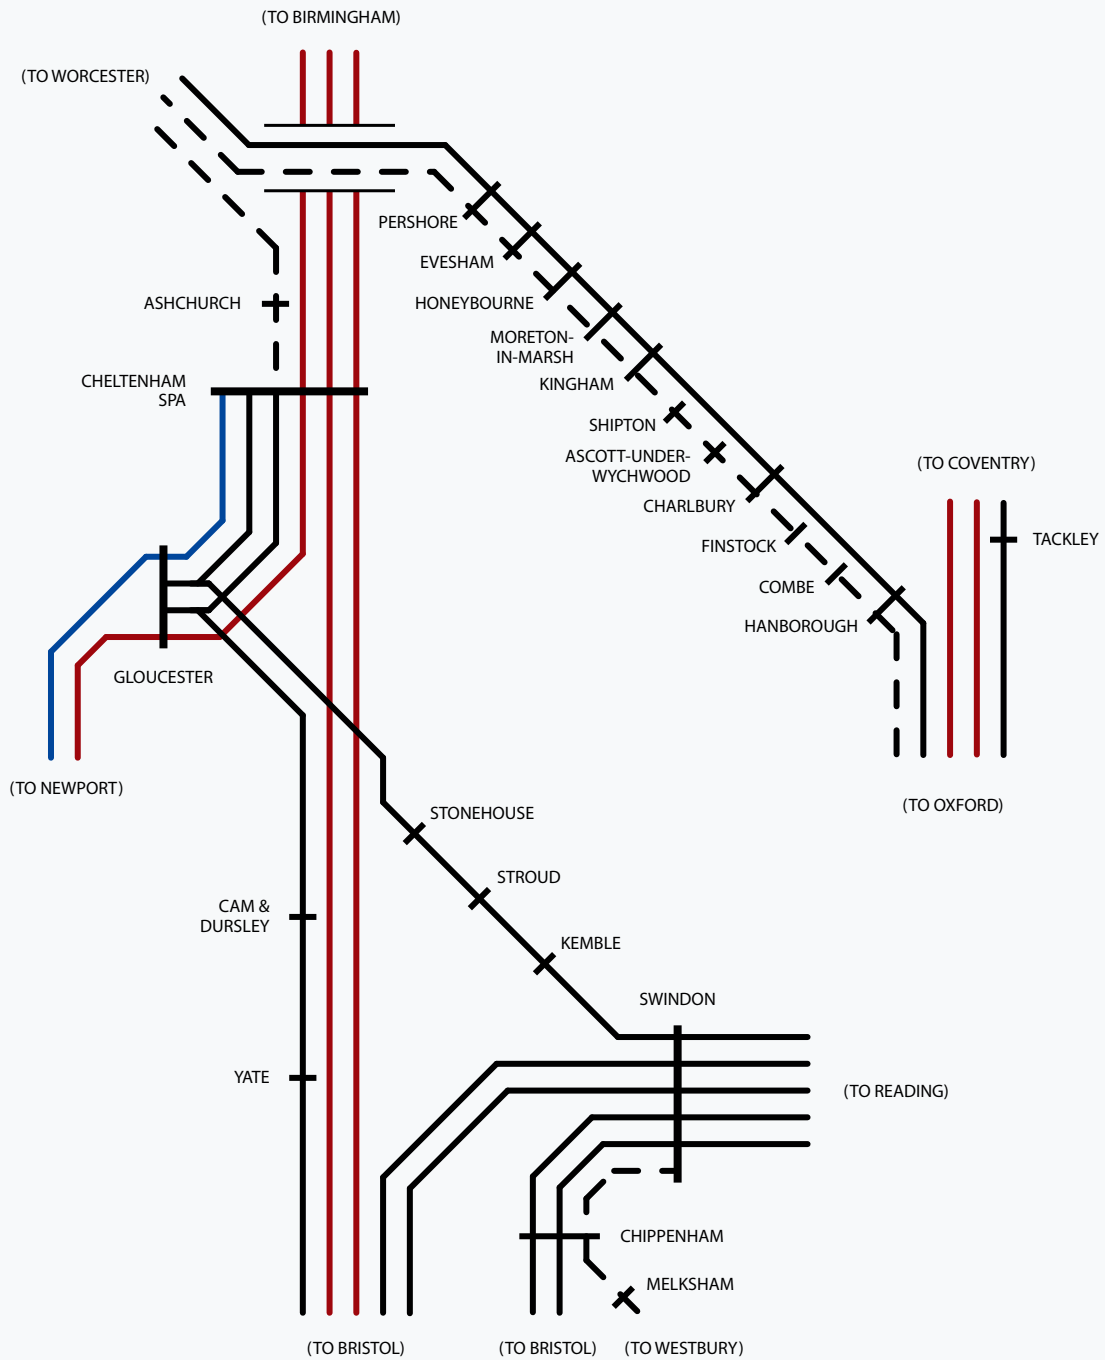 (TO BIRMINGHAM)
(TO WORCESTER)
PERSHORE
EVESHAM
HONEYBOURNE
ASHCHURCH
MORETON-
IN-MARSH
KINGHAM
CHELTENHAM
SPA
SHIPTON
ASCOTT-UNDER-
WYCHWOOD
(TO COVENTRY)
CHARLBURY
TACKLEY
FINSTOCK
COMBE
HANBOROUGH
GLOUCESTER
(TO NEWPORT)
(TO OXFORD)
STONEHOUSE
STROUD
CAM &
DURSLEY
KEMBLE
SWINDON
YATE
(TO READING)
CHIPPENHAM
MELKSHAM
(TO BRISTOL)
(TO BRISTOL)
(TO WESTBURY)